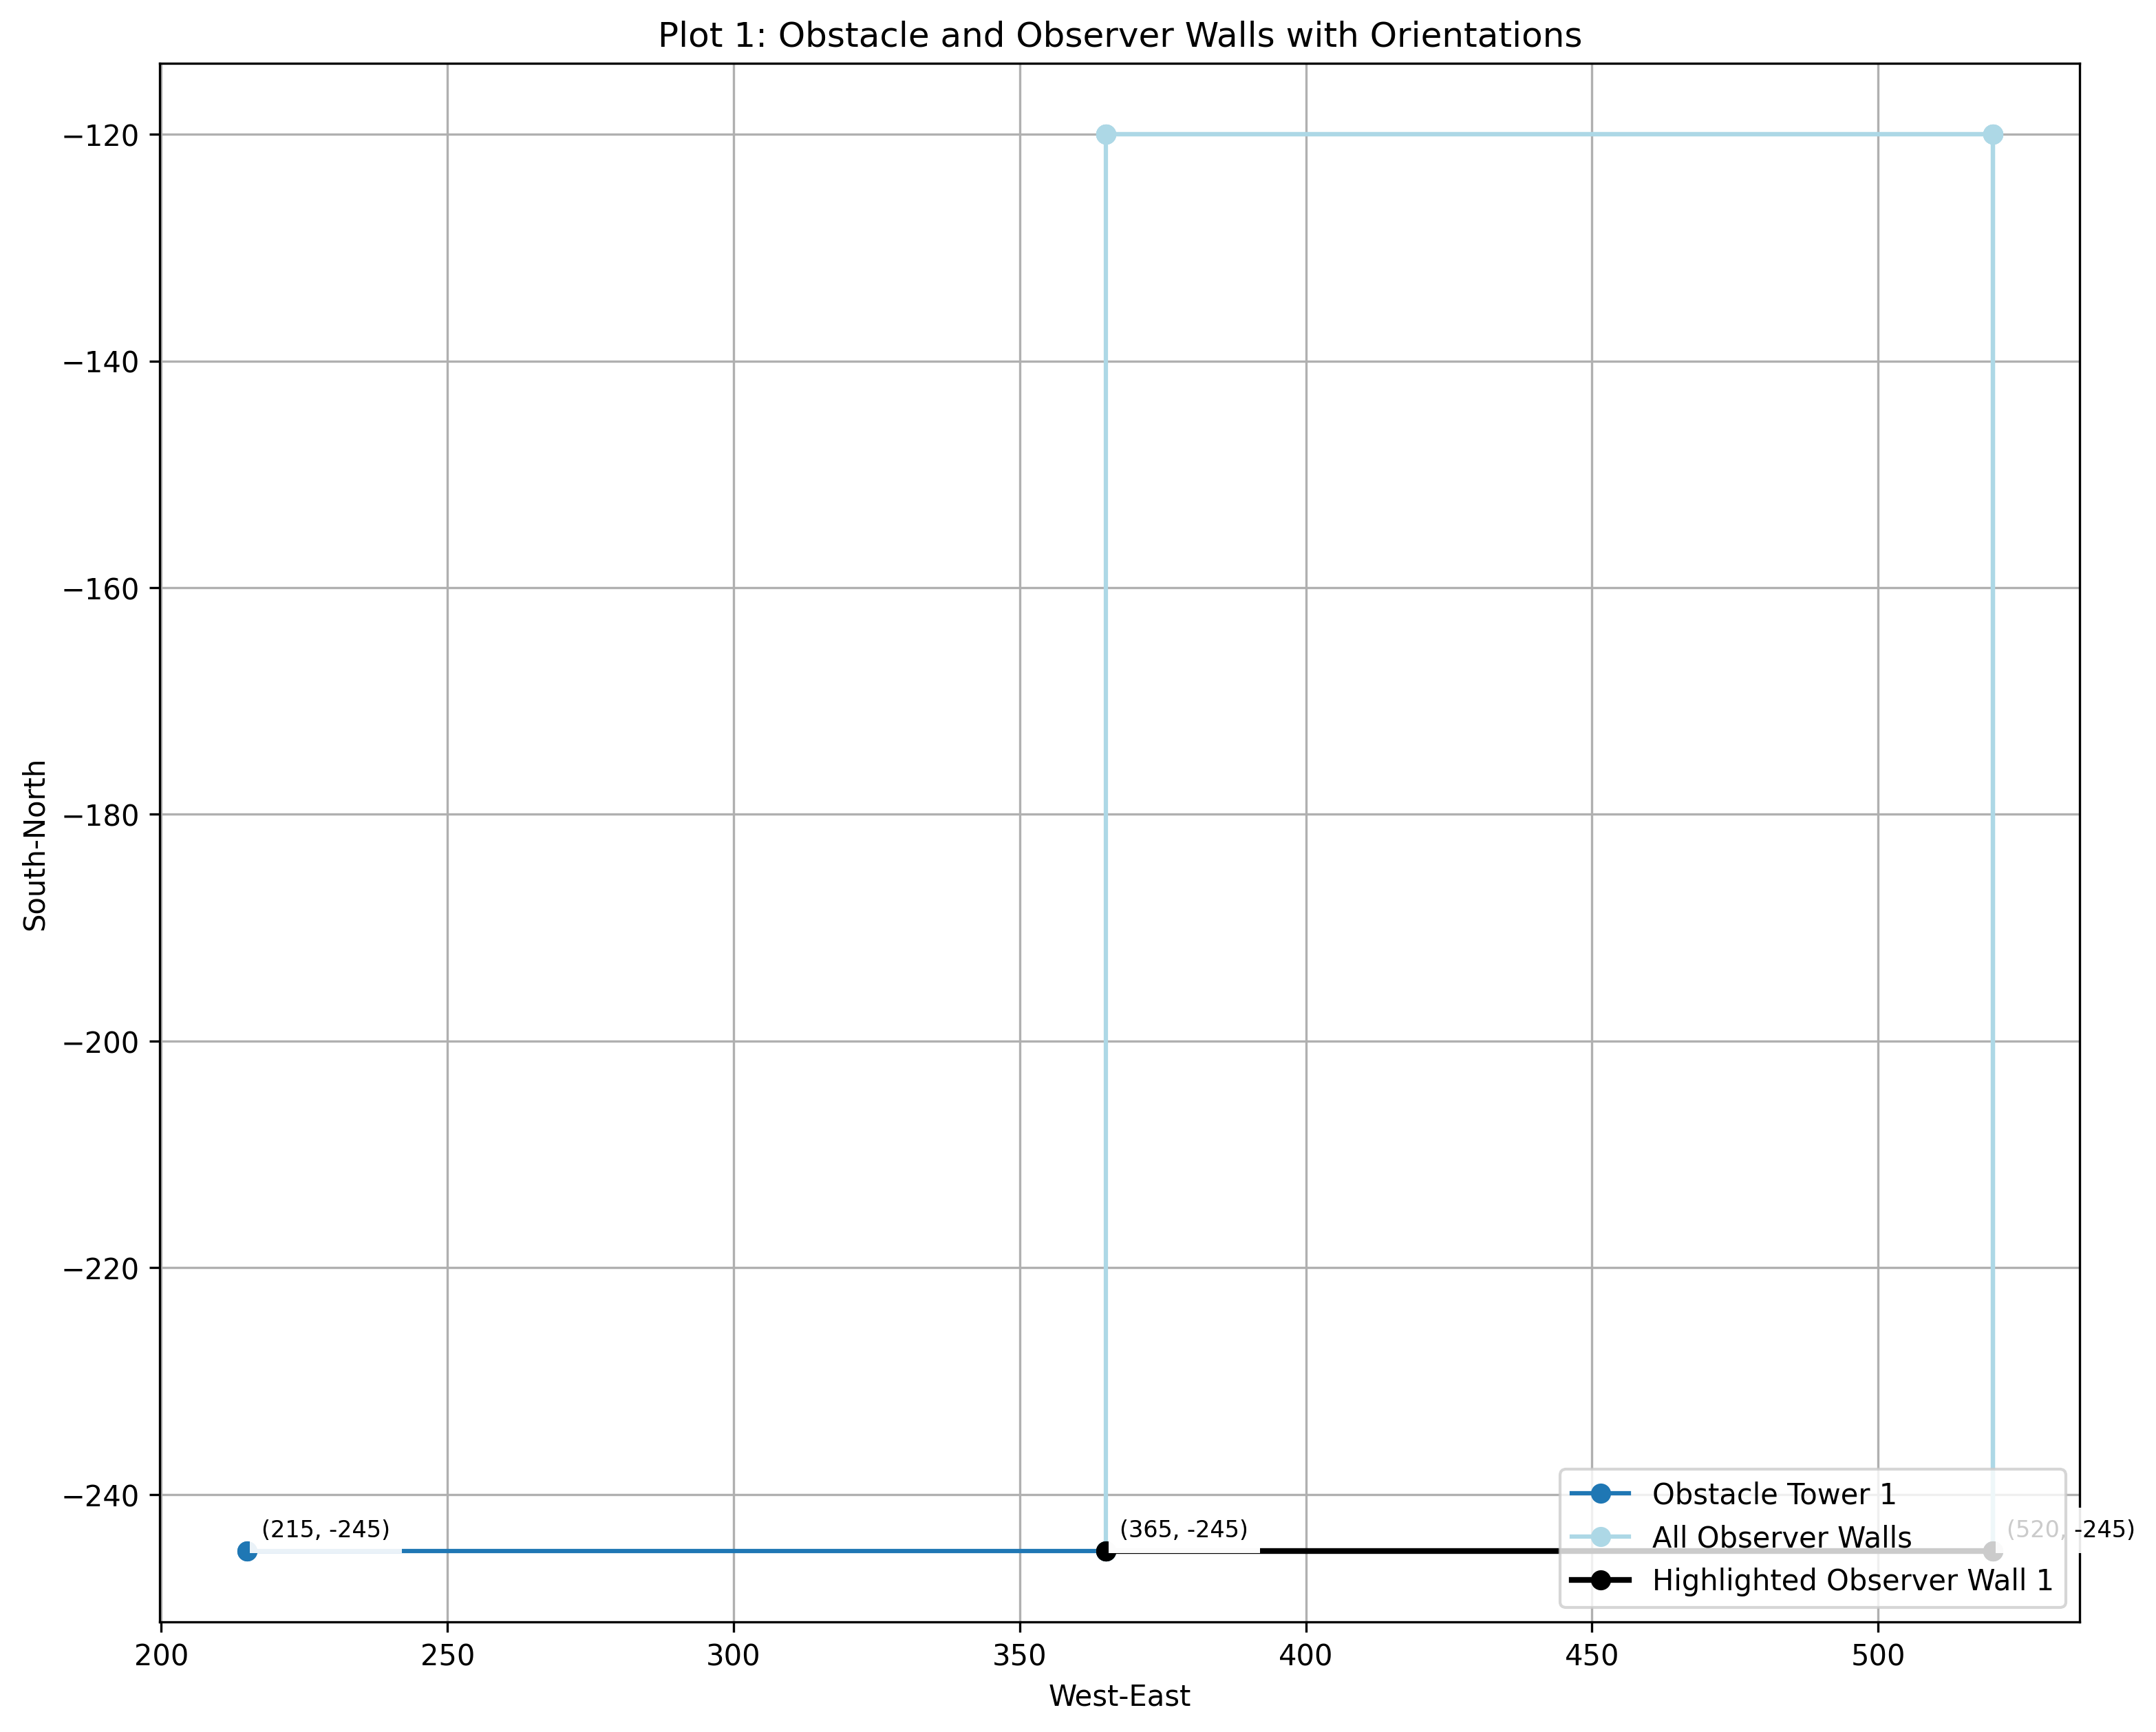 Plot 1: Obstacle and Observer Walls with Orientations
South-North
−120
−140
−160
−180
−200
−220
−240
(215, -245)
(365, -245)
(520, -245)
Obstacle Tower 1
All Observer Walls
Highlighted Observer Wall 1
200
250
300
350
400
450
500
West-East